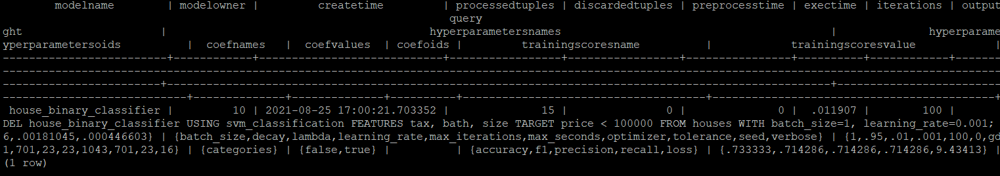 modelname | modelowner | createtime | processedtuples | discardedtuples | preprocesstime | exectime | iterations | output
query
ght | hyperparametersnames | hyperparame
yperparametersoids | coefnames | coefvalues | coefoids | trainingscoresname | trainingscoresvalue |
-------------------------+------------+----------------------------+-----------------+-----------------+----------------+----------+------------+-------
--------------------------------------------------------------------------------------------------------------------------------------------------------
------------------------+-----------------------------------------------------------------------------------------------------+-------------------------
----------------------------+--------------+--------------+----------+-------------------------------------+-------------------------------------------+
house_binary_classifier | 10 | 2021-08-25 17:00:21.703352 | 15 | 0 | 0 | .011907 | 100 |
DEL house_binary_classifier USING svm_classification FEATURES tax, bath, size TARGET price < 100000 FROM houses WITH batch_size=1, learning_rate=0.001;
6,.00181045,.000446603} | {batch_size,decay,lambda,learning_rate,max_iterations,max_seconds,optimizer,tolerance,seed,verbose} | {1,.95,.01,.001,100,0,gd
1,701,23,23,1043,701,23,16} | {categories} | {false,true} | | {accuracy,f1,precision,recall,loss} | {.733333,.714286,.714286,.714286,9.43413} |
(1 row)